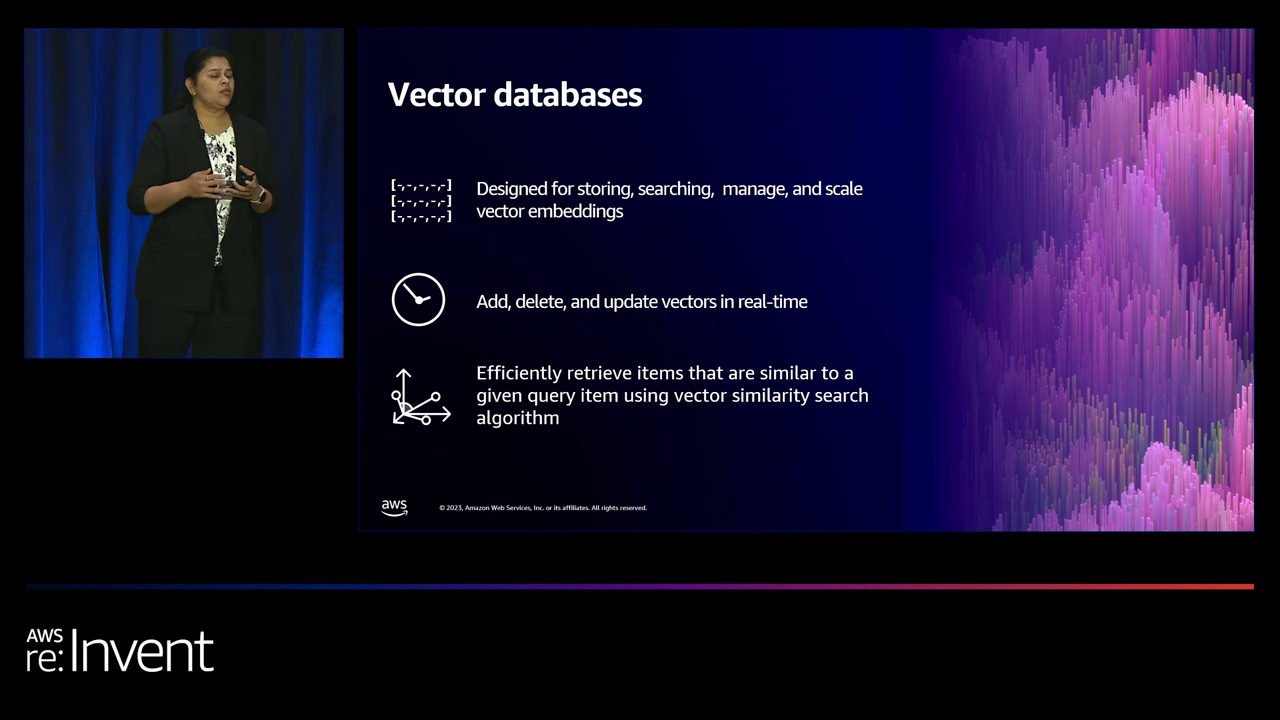 Vector databases
[-,-,-,-,-]
[-,-,-,-,-]
[-,-,-,-,-]
Designed for storing, searching,  manage, and scale
vector embeddings
Add, delete, and update vectors in real-time
Efficiently retrieve items that are similar to a
given query item using vector similarity search
algorithm
aws
© 2023, Amazon Web Services, Inc. or its affiliates. All rights reserved.
AWS
re:Invent